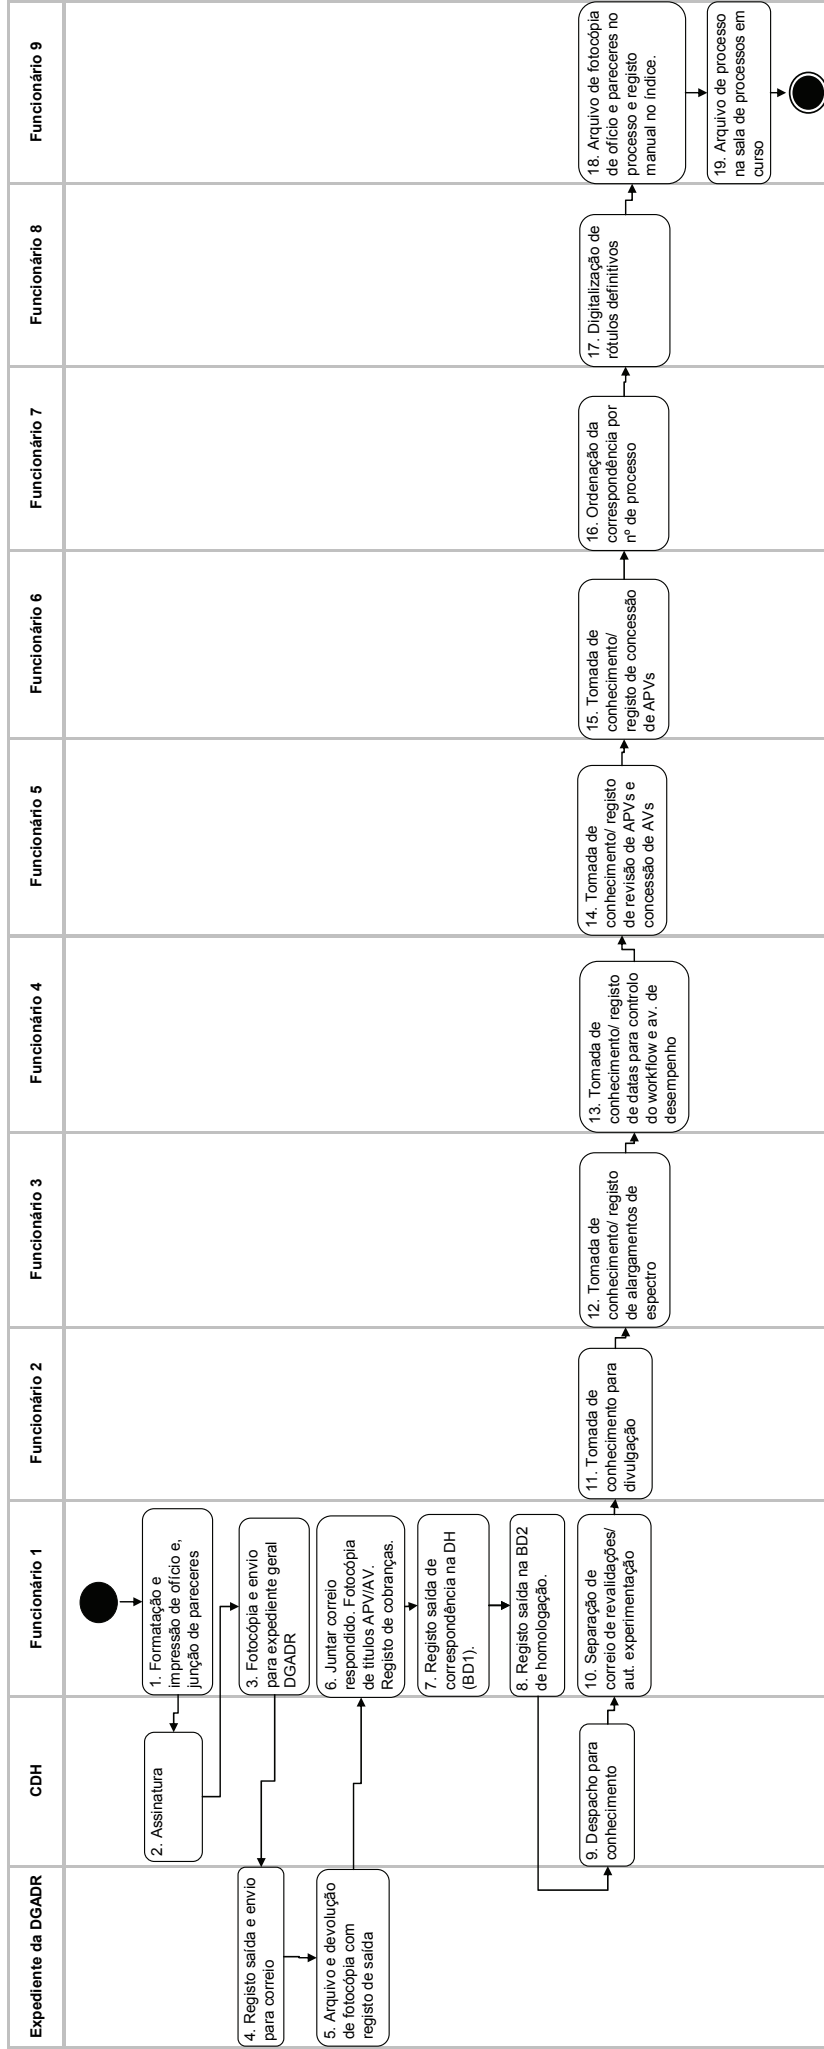 Expediente da DGADR
CDH
Funcionário 1
Funcionário 2
Funcionário 3
Funcionário 4
Funcionário 5
Funcionário 6
Funcionário 7
Funcionário 8
Funcionário 9
1. Formatação e
impressão de ofício e,
junção de pareceres
2. Assinatura
3. Fotocópia e envio
para expediente geral
DGADR
4. Registo saída e envio
para correio
5. Arquivo e devolução
de fotocópia com
registo de saída
6. Juntar correio
respondido. Fotocópia
de titulos APV/AV.
Registo de cobranças.
7. Registo saída de
correspondência na DH
(BD1).
8. Registo saída na BD2
de homologação.
9. Despacho para
conhecimento
10. Separação de
correio de revalidações/
aut. experimentação
11. Tomada de
conhecimento para
divulgação
12. Tomada de
conhecimento/ registo
de alargamentos de
espectro
13. Tomada de
conhecimento/ registo
de datas para controlo
do workflow e av. de
desempenho
14. Tomada de
conhecimento/ registo
de revisão de APVs e
concessão de AVs
15. Tomada de
conhecimento/
registo de concessão
de APVs
16. Ordenação da
correspondência por
nº de processo
17. Digitalização de
rótulos definitivos
18. Arquivo de fotocópia
de ofício e pareceres no
processo e registo
manual no índice.
19. Arquivo de processo
na sala de processos em
curso